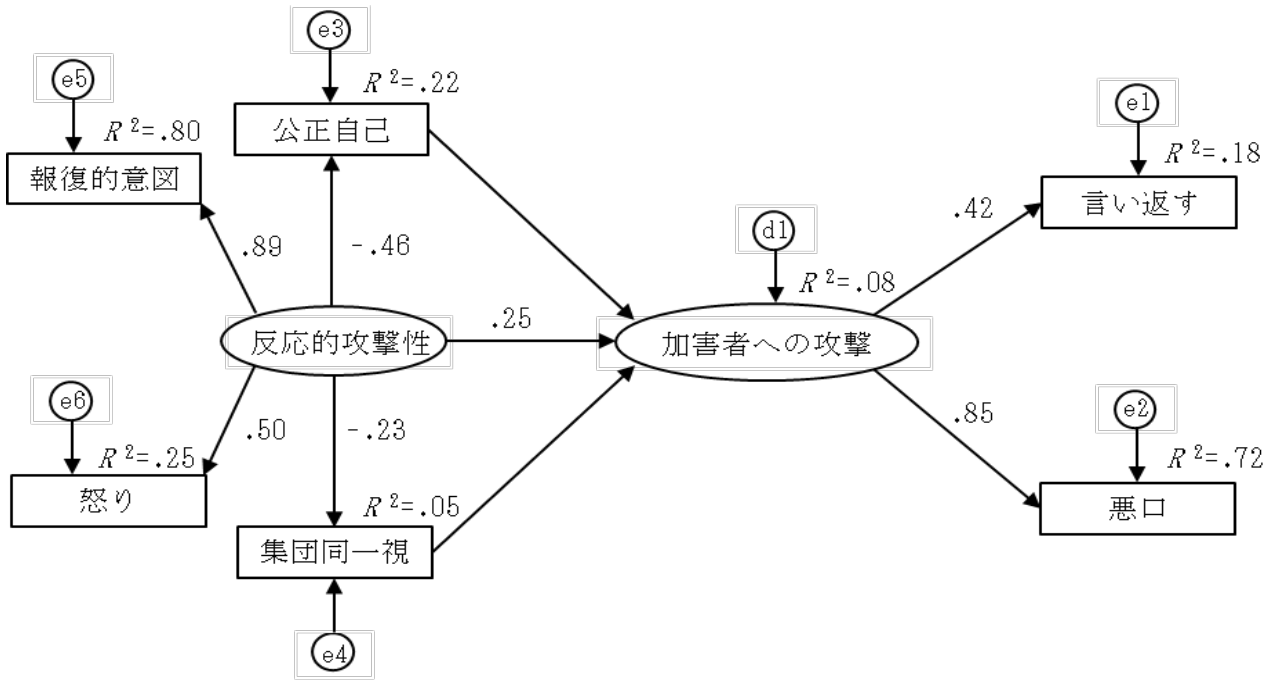 e3
R²=.22
公正自己
e5
R²=.80
報復的意図
e1
R²=.18
言い返す
.89
-.46
.42
d1
R²=.08
反応的攻撃性
.25
加害者への攻撃
e6
R²=.25
怒り
.50
-.23
R²=.05
集団同一視
e4
.85
e2
R²=.72
悪口